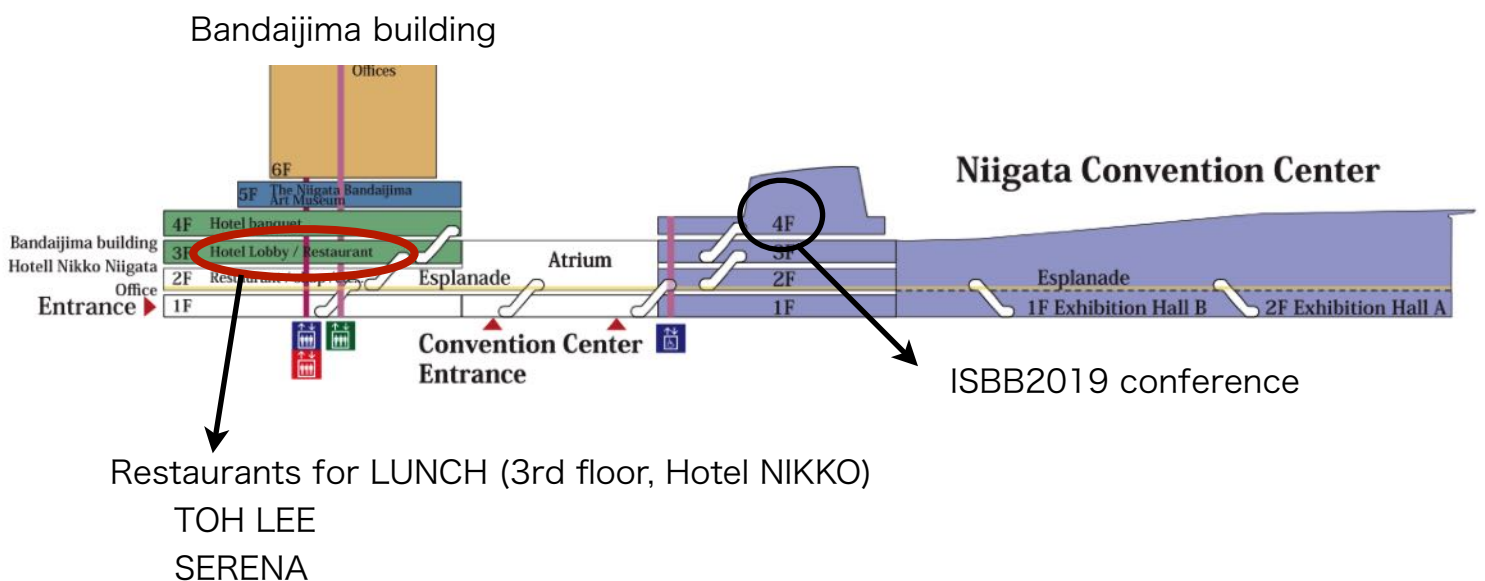 Bandaijima building
Offices
6F
5F The Niigata Bandaijima
Art Museum
4F Hotel banquet
3F Hotel Lobby / Restaurant
2F Restaurant
1F
Bandaijima building
Hotell Nikko Niigata
Office
Entrance
Esplanade
Atrium
Convention Center
Entrance
4F
3F
2F
1F
Niigata Convention Center
Esplanade
1F Exhibition Hall B
2F Exhibition Hall A
ISBB2019 conference
Restaurants for LUNCH (3rd floor, Hotel NIKKO)
TOH LEE
SERENA